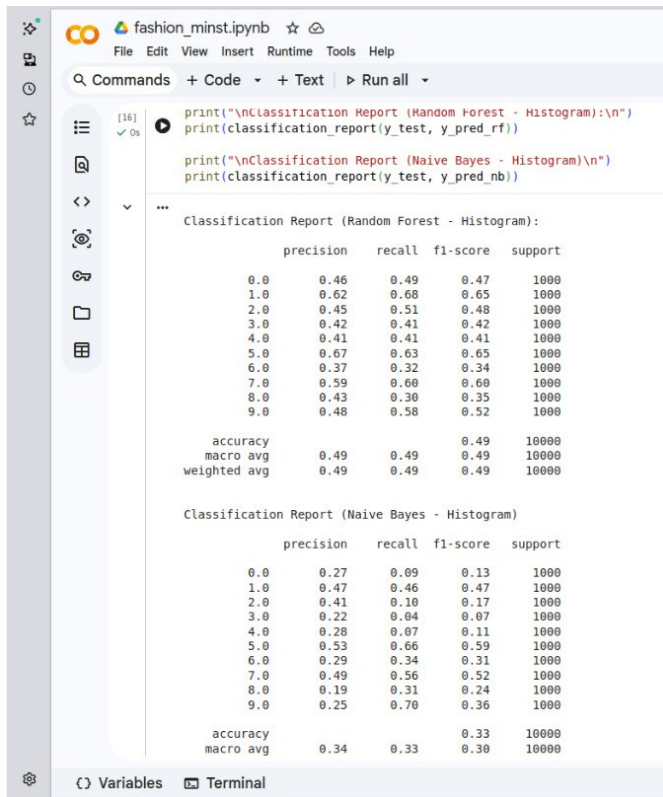 fashion_minst.ipynb
File Edit View Insert Runtime Tools Help
Commands + Code + Text Run all
[16]
0s
print("\nClassification Report (Random Forest - Histogram):\n")
print(classification_report(y_test, y_pred_rf))
print("\nClassification Report (Naive Bayes - Histogram)\n")
print(classification_report(y_test, y_pred_nb))
Classification Report (Random Forest - Histogram):
precision recall f1-score support
0.0 0.46 0.49 0.47 1000
1.0 0.62 0.68 0.65 1000
2.0 0.45 0.51 0.48 1000
3.0 0.42 0.41 0.42 1000
4.0 0.41 0.41 0.41 1000
5.0 0.67 0.63 0.65 1000
6.0 0.37 0.32 0.34 1000
7.0 0.59 0.60 0.60 1000
8.0 0.43 0.30 0.35 1000
9.0 0.48 0.58 0.52 1000
accuracy 0.49 10000
macro avg 0.49 0.49 0.49 10000
weighted avg 0.49 0.49 0.49 10000
Classification Report (Naive Bayes - Histogram)
precision recall f1-score support
0.0 0.27 0.09 0.13 1000
1.0 0.47 0.46 0.47 1000
2.0 0.41 0.10 0.17 1000
3.0 0.22 0.04 0.07 1000
4.0 0.28 0.07 0.11 1000
5.0 0.53 0.66 0.59 1000
6.0 0.29 0.34 0.31 1000
7.0 0.49 0.56 0.52 1000
8.0 0.19 0.31 0.24 1000
9.0 0.25 0.70 0.36 1000
accuracy 0.33 10000
macro avg 0.34 0.33 0.30 10000
Variables Terminal